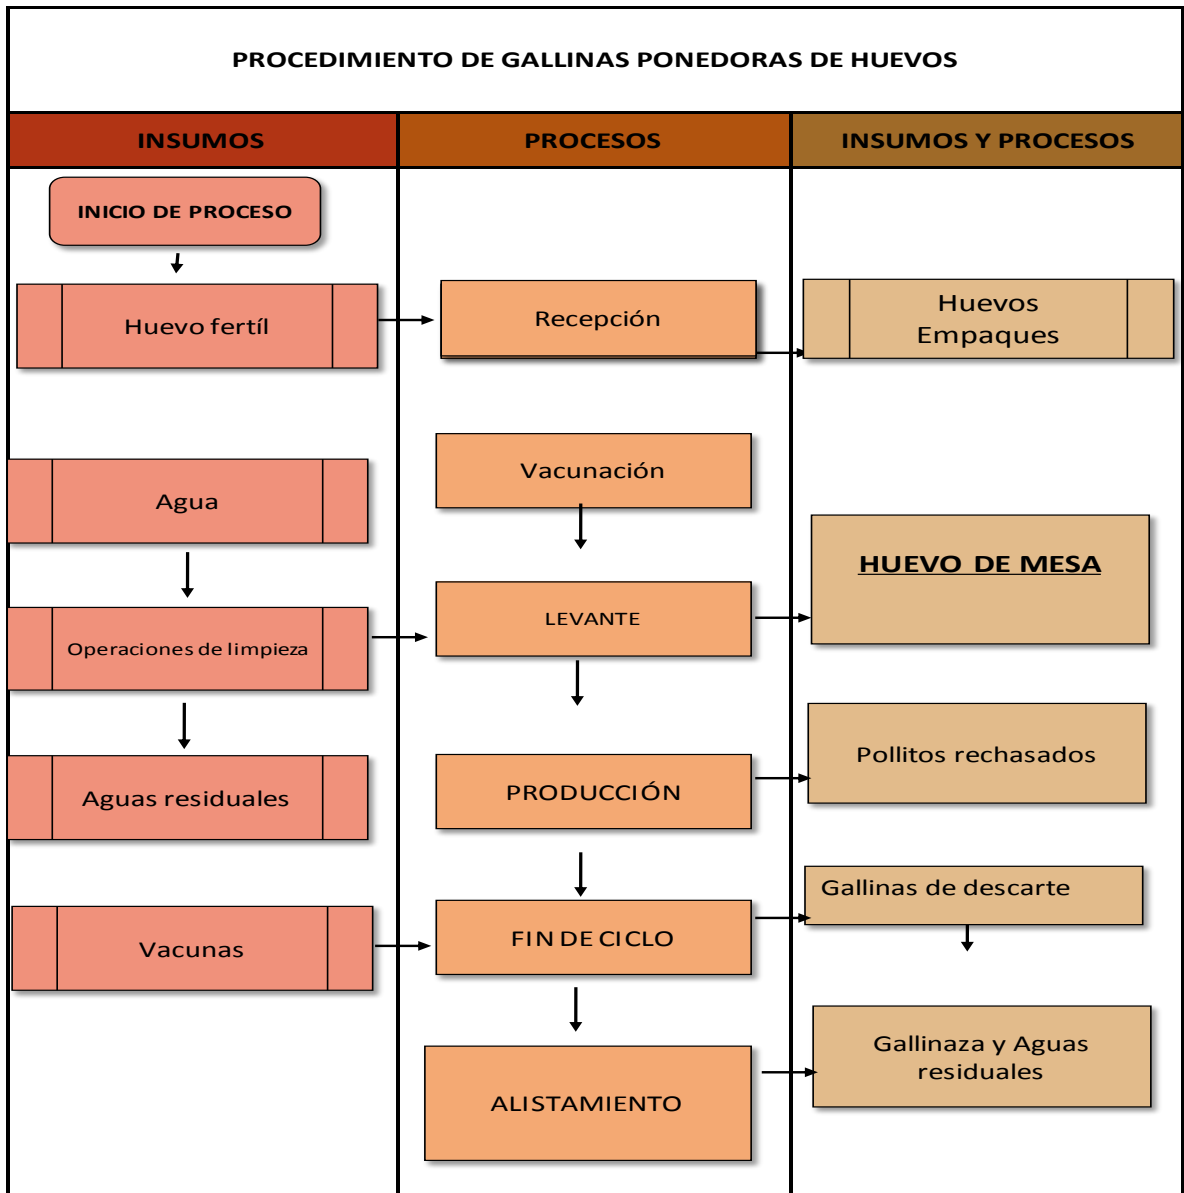 PROCEDIMIENTO DE GALLINAS PONEDORAS DE HUEVOS
INSUMOS
PROCESOS
INSUMOS Y PROCESOS
INICIO DE PROCESO
Huevo fertíl
Recepción
Huevos
Empaques
Agua
Vacunación
HUEVO DE MESA
Operaciones de limpieza
LEVANTE
Aguas residuales
PRODUCCIÓN
Pollitos rechasados
Vacunas
FIN DE CICLO
Gallinas de descarte
ALISTAMIENTO
Gallinaza y Aguas
residuales